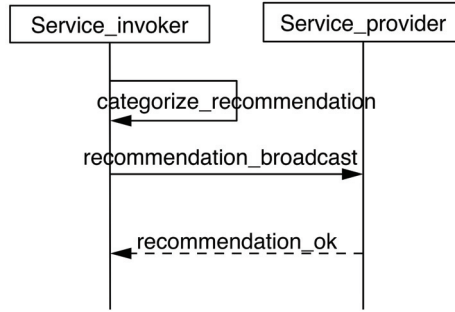 Service_invoker
Service_provider
categorize_recommendation
recommendation_broadcast
recommendation_ok